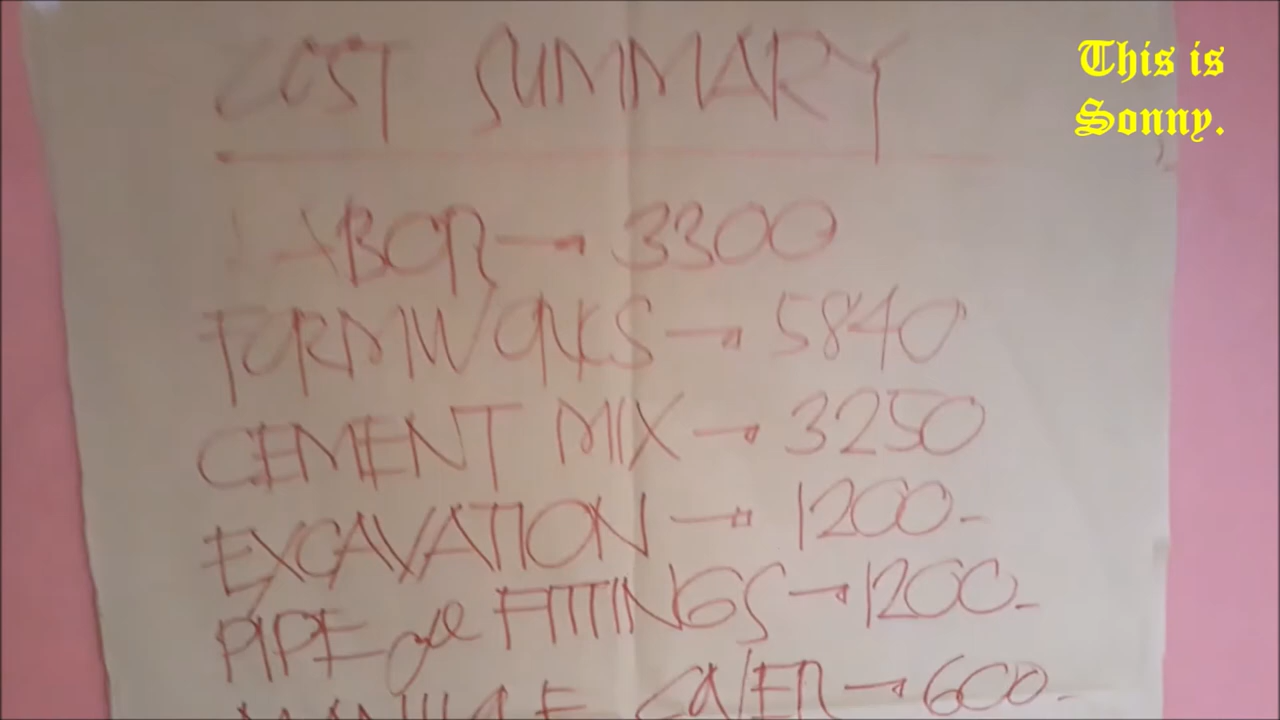 This is
Sonny.
COST SUMMARY
LABOR → 3300
FORMWORKS → 5840
CEMENT MIX → 3250
EXCAVATION → 1200-
PIPE & FITTINGS → 1200-
MANHOLE COVER → 600-